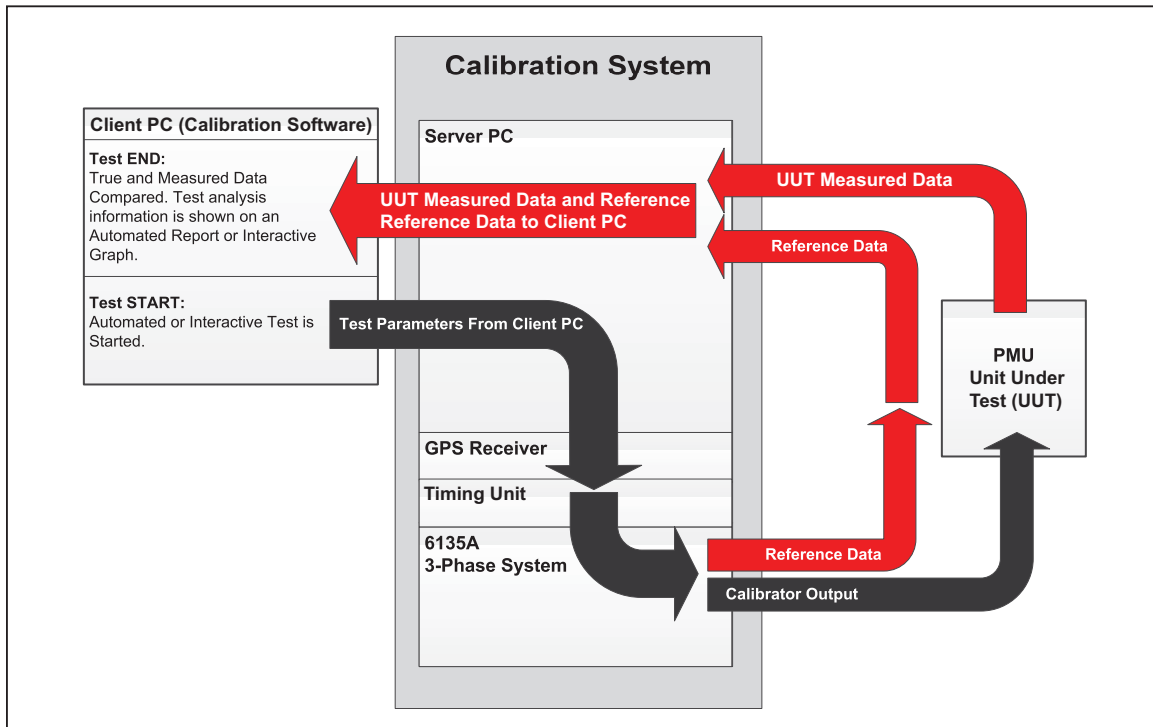 Calibration System
Client PC (Calibration Software)
Test END:
True and Measured Data
Compared. Test analysis
information is shown on an
Automated Report or Interactive
Graph.
Test START:
Automated or Interactive Test is
Started.
Server PC
UUT Measured Data and Reference
Reference Data to Client PC
Test Parameters From Client PC
GPS Receiver
Timing Unit
6135A
3-Phase System
UUT Measured Data
Reference Data
PMU
Unit Under
Test (UUT)
Reference Data
Calibrator Output